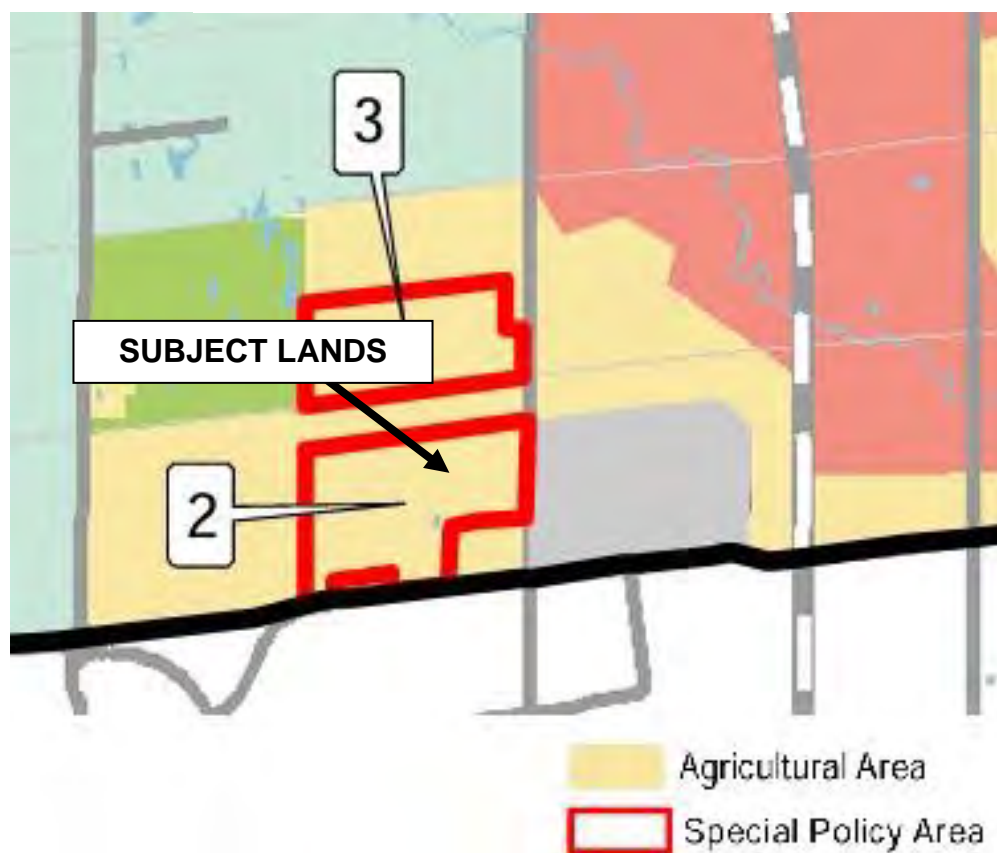 3
SUBJECT LANDS
2
Agricultural Area
Special Policy Area